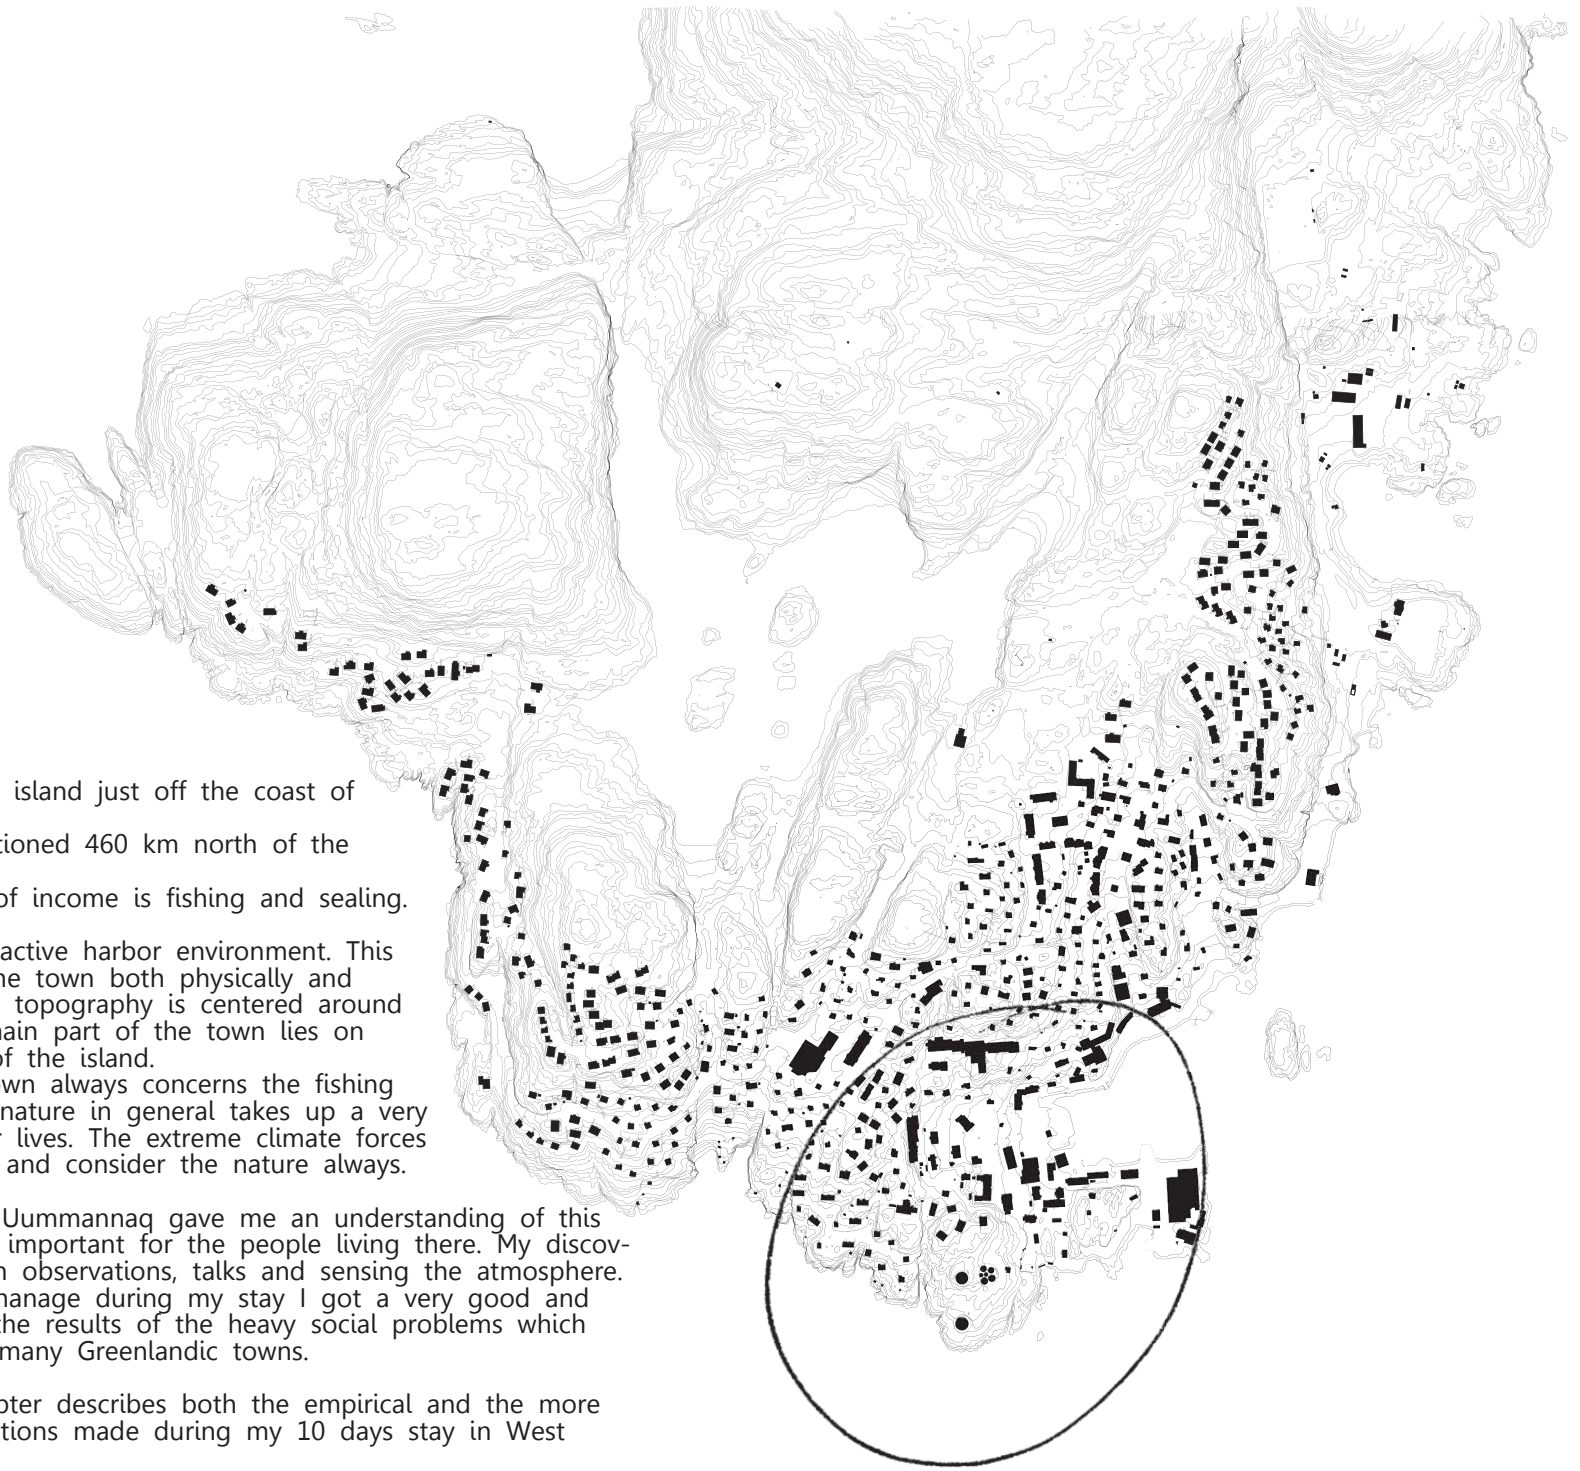 island just off the coast of
tioned 460 km north of the
of income is fishing and sealing.
active harbor environment. This
he town both physically and
topography is centered around
nain part of the town lies on
of the island.
own always concerns the fishing
nature in general takes up a very
r lives. The extreme climate forces
and consider the nature always.
Uummannaq gave me an understanding of this
important for the people living there. My discov-
n observations, talks and sensing the atmosphere.
manage during my stay I got a very good and
the results of the heavy social problems which
many Greenlandic towns.
pter describes both the empirical and the more
tions made during my 10 days stay in West